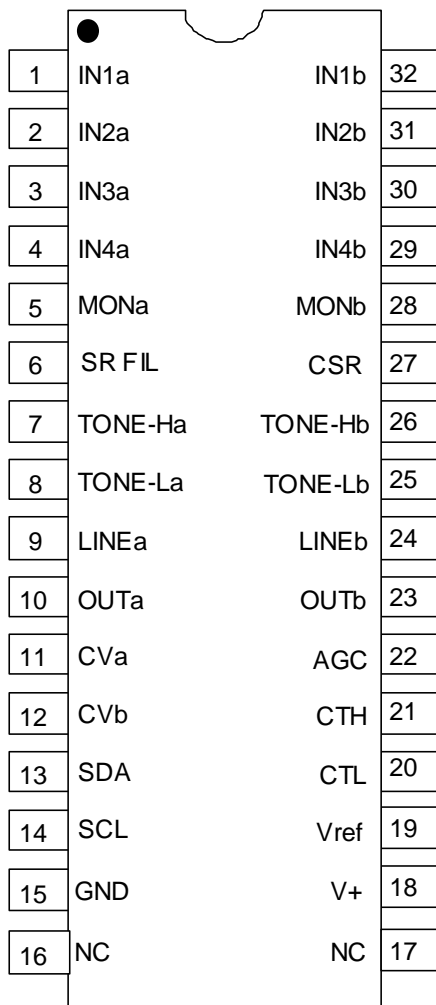 1 IN1a IN1b 32
2 IN2a IN2b 31
3 IN3a IN3b 30
4 IN4a IN4b 29
5 MONa MONb 28
6 SR FIL CSR 27
7 TONE-Ha TONE-Hb 26
8 TONE-La TONE-Lb 25
9 LINEa LINEb 24
10 OUTa OUTb 23
11 CVa AGC 22
12 CVb CTH 21
13 SDA CTL 20
14 SCL Vref 19
15 GND V+ 18
16 NC NC 17